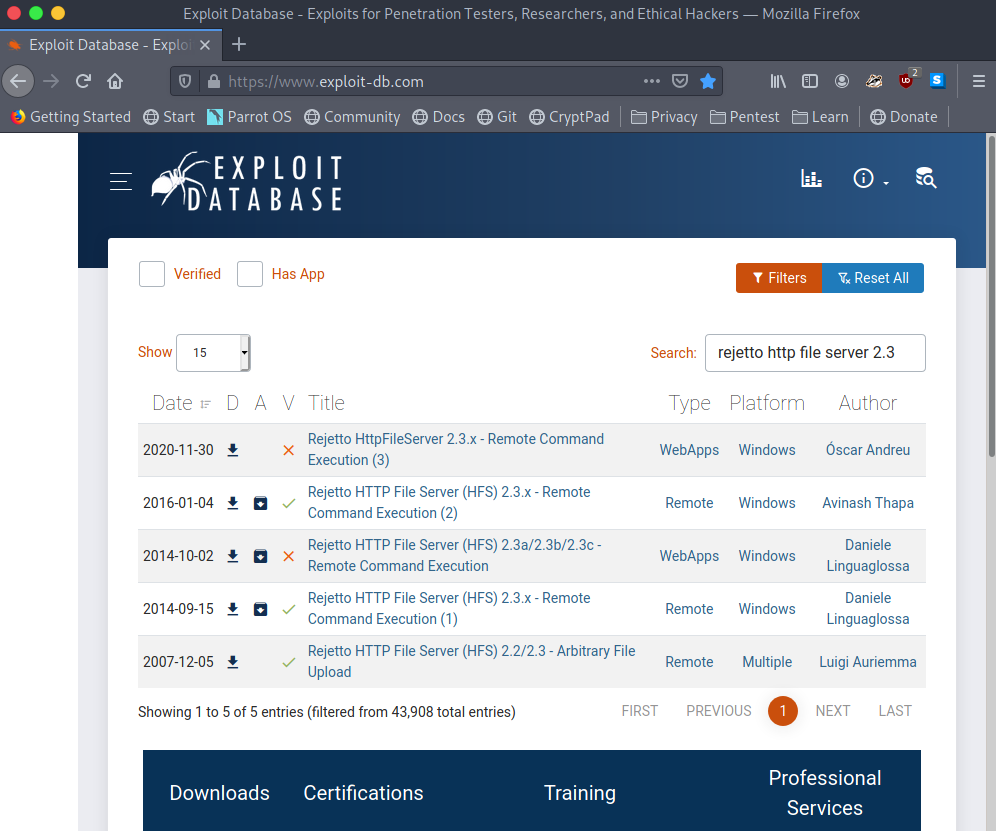 Exploit Database - Exploits for Penetration Testers, Researchers, and Ethical Hackers — Mozilla Firefox
Exploit Database - Exploi
https://www.exploit-db.com
2
S
Getting Started Start Parrot OS Community Docs Git CryptPad Privacy Pentest Learn Donate
EXPLOIT
DATABASE
Verified Has App Filters Reset All
Show 15 Search: rejetto http file server 2.3
Date D A V Title Type Platform Author
2020-11-30 Rejetto HttpFileServer 2.3.x - Remote Command WebApps Windows Óscar Andreu
Execution (3)
2016-01-04 Rejetto HTTP File Server (HFS) 2.3.x - Remote Remote Windows Avinash Thapa
Command Execution (2)
2014-10-02 Rejetto HTTP File Server (HFS) 2.3a/2.3b/2.3c - WebApps Windows Daniele
Remote Command Execution Linguaglossa
2014-09-15 Rejetto HTTP File Server (HFS) 2.3.x - Remote Remote Windows Daniele
Command Execution (1) Linguaglossa
2007-12-05 Rejetto HTTP File Server (HFS) 2.2/2.3 - Arbitrary File Remote Multiple Luigi Auriemma
Upload
Showing 1 to 5 of 5 entries (filtered from 43,908 total entries) FIRST PREVIOUS 1 NEXT LAST
Downloads Certifications Training Professional
Services